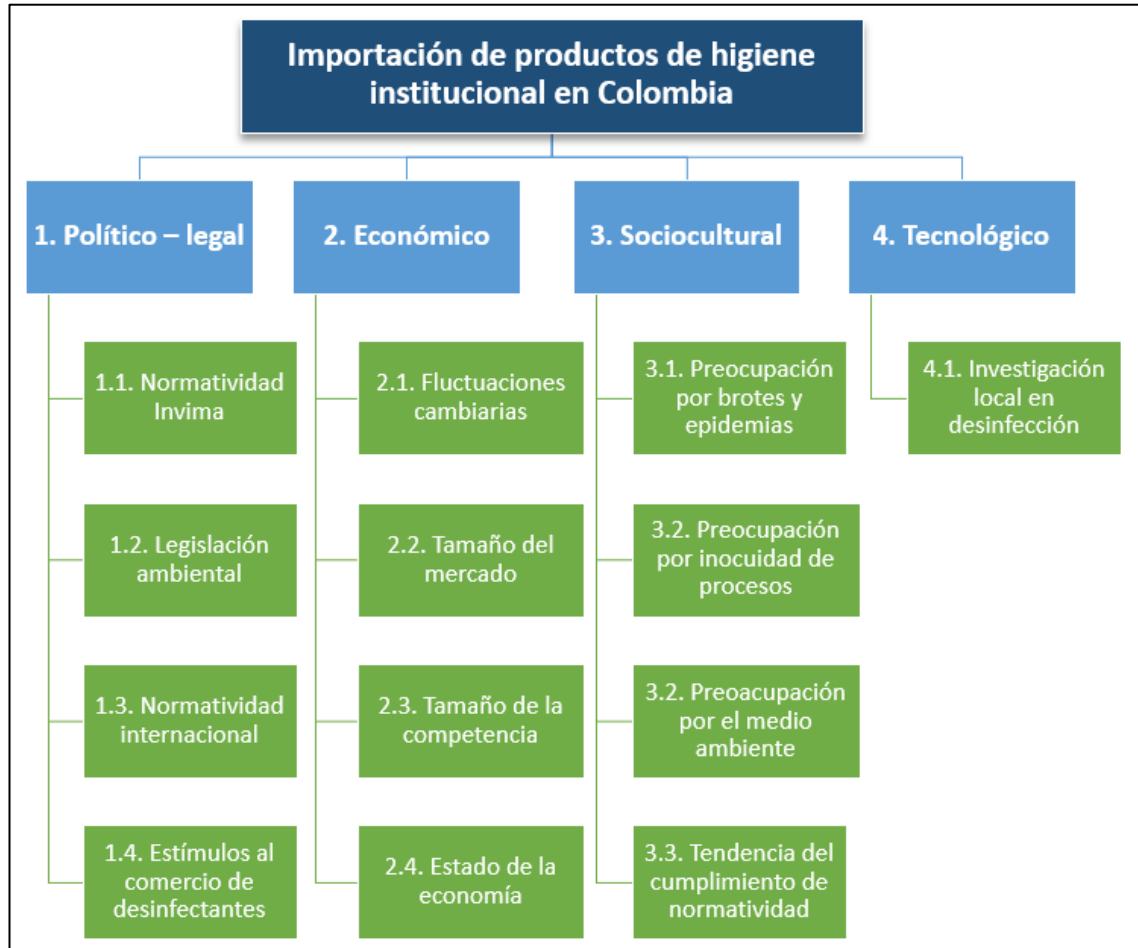 Importación de productos de higiene
institucional en Colombia
1. Político – legal
2. Económico
3. Sociocultural
4. Tecnológico
1.1. Normatividad
Invima
2.1. Fluctuaciones
cambiarias
3.1. Preocupación
por brotes y
epidemias
4.1. Investigación
local en
desinfección
1.2. Legislación
ambiental
2.2. Tamaño del
mercado
3.2. Preocupación
por inocuidad de
procesos
1.3. Normatividad
internacional
2.3. Tamaño de la
competencia
3.2. Preoacupación
por el medio
ambiente
1.4. Estímulos al
comercio de
desinfectantes
2.4. Estado de la
economía
3.3. Tendencia del
cumplimiento de
normatividad